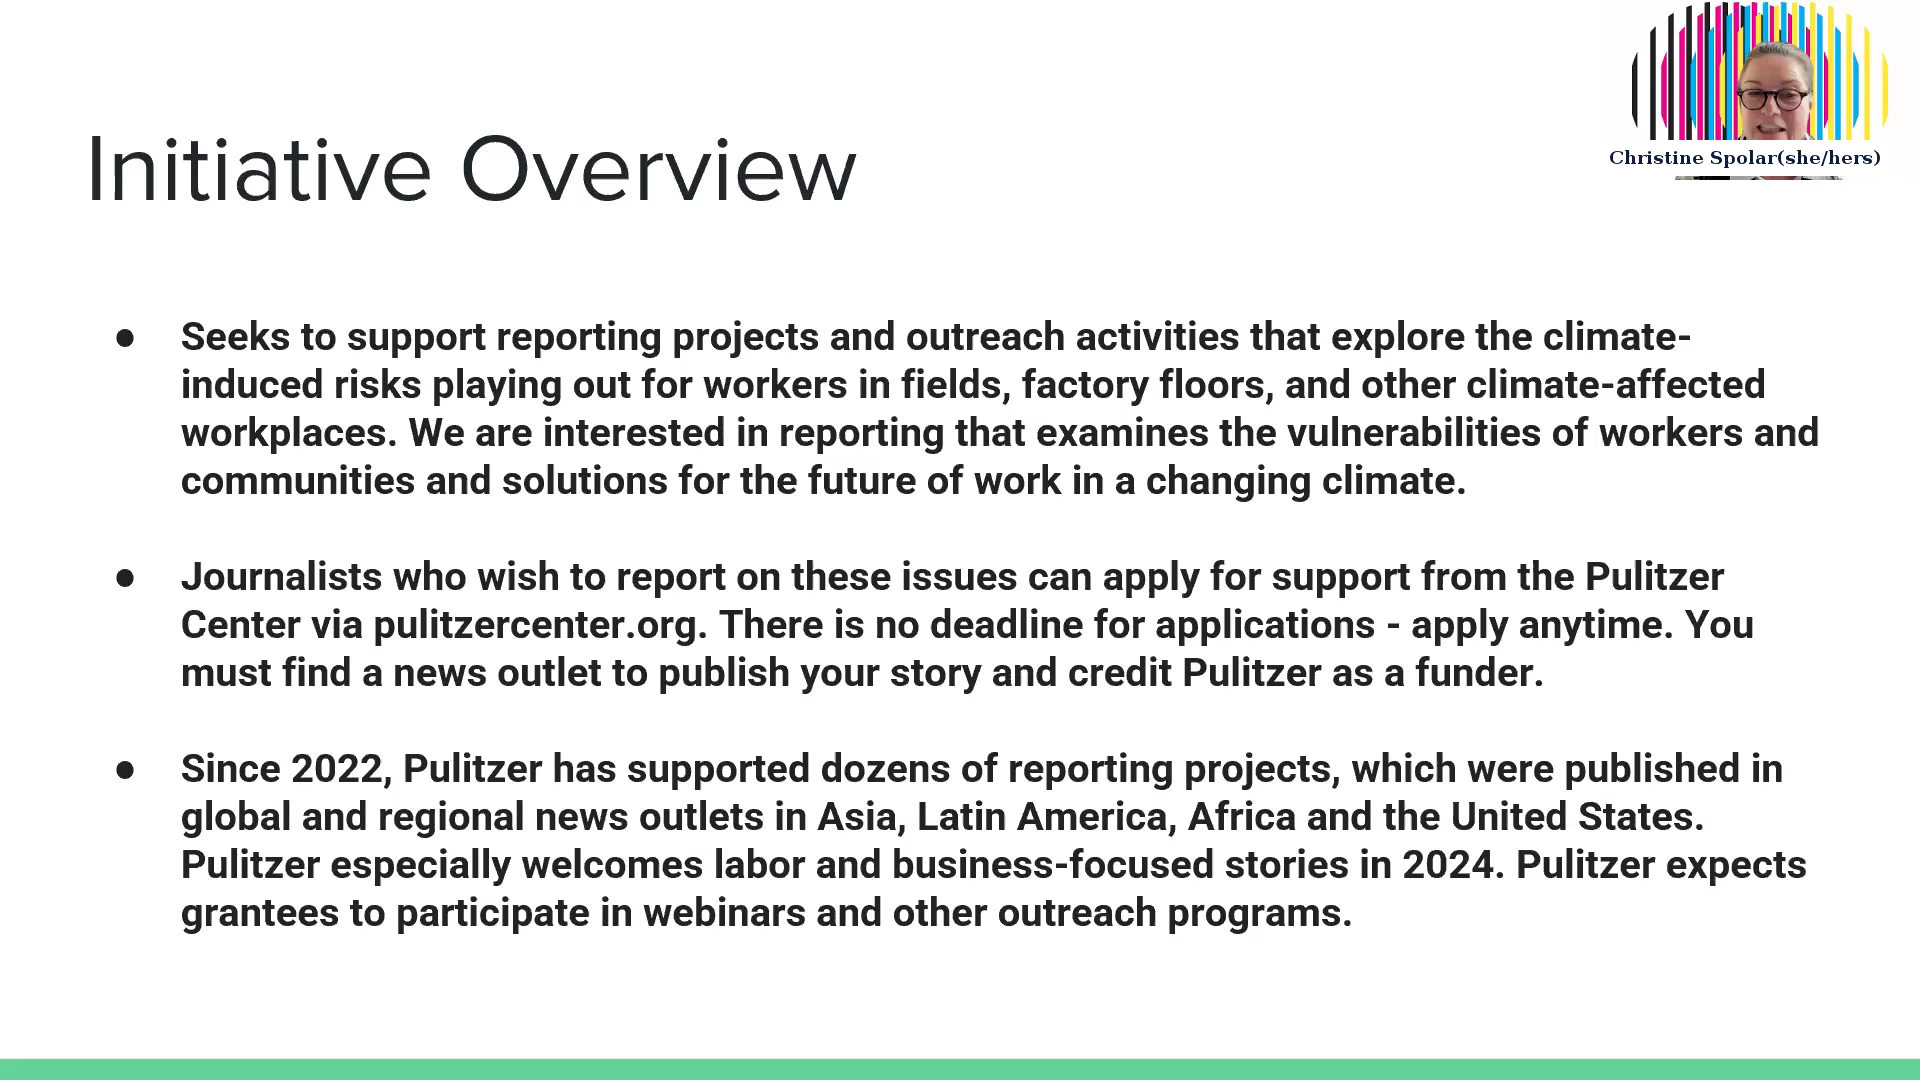 Christine Spolar(she/hers)
Initiative Overview
● Seeks to support reporting projects and outreach activities that explore the climate-
induced risks playing out for workers in fields, factory floors, and other climate-affected
workplaces. We are interested in reporting that examines the vulnerabilities of workers and
communities and solutions for the future of work in a changing climate.
● Journalists who wish to report on these issues can apply for support from the Pulitzer
Center via pulitzercenter.org. There is no deadline for applications - apply anytime. You
must find a news outlet to publish your story and credit Pulitzer as a funder.
● Since 2022, Pulitzer has supported dozens of reporting projects, which were published in
global and regional news outlets in Asia, Latin America, Africa and the United States.
Pulitzer especially welcomes labor and business-focused stories in 2024. Pulitzer expects
grantees to participate in webinars and other outreach programs.